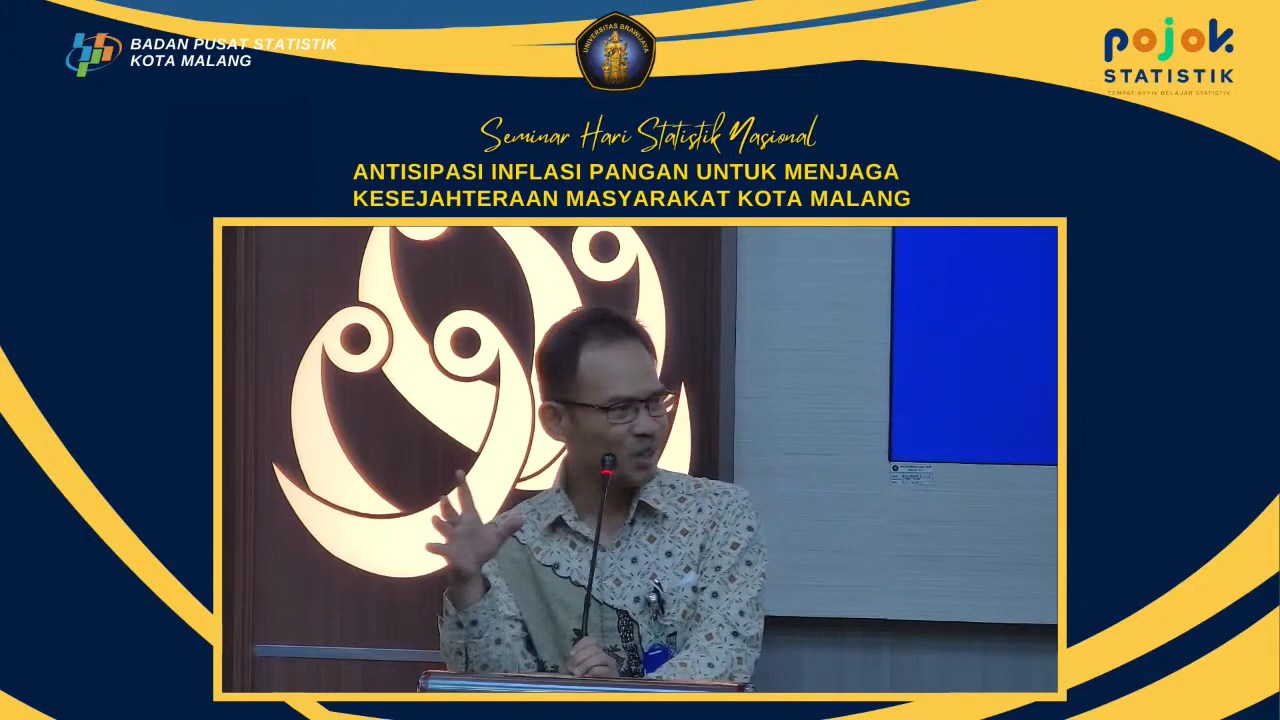 BADAN PUSAT STATISTIK
KOTA MALANG
UNIVERSITAS BRAWIJAYA
pojok
STATISTIK
TEMPAT ASYIK BELAJAR STATISTIK
Seminar Hari Statistik Nasional
ANTISIPASI INFLASI PANGAN UNTUK MENJAGA
KESEJAHTERAAN MASYARAKAT KOTA MALANG